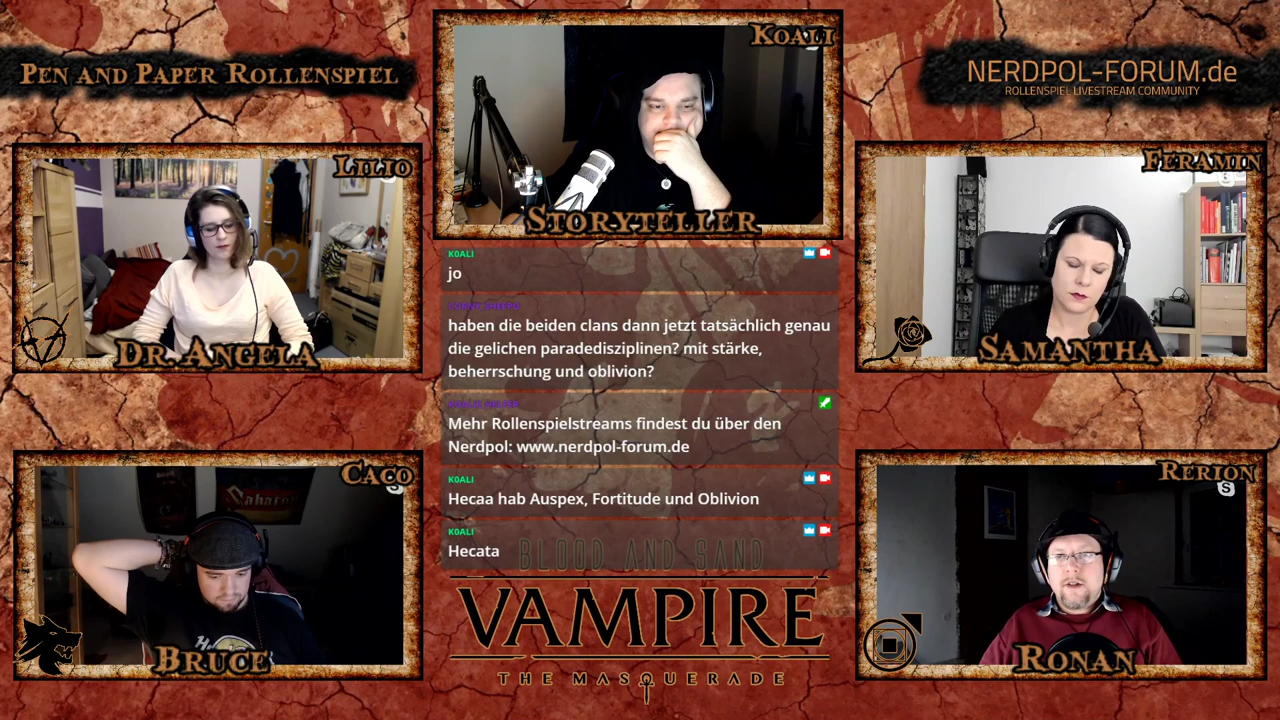 KOALI
PEN AND PAPER ROLLENSPIEL
NERDPOL-FORUM.de
ROLLENSPIEL LIVESTREAM COMMUNITY
LILIO
FERAMIN
STORYTELLER
DR. ANGELA
SAMANTHA
K0ALI
jo
haben die beiden clans dann jetzt tatsächlich genau
die gelichen paradedisziplinen? mit stärke,
beherrschung und oblivion?
Mehr Rollenspielstreams findest du über den
Nerdpol: www.nerdpol-forum.de
K0ALI
Hecaa hab Auspex, Fortitude und Oblivion
K0ALI
Hecata
CACO
RERION
BLOOD AND SAND
VAMPIRE
THE MASQUERADE
BRUCE
RONAN